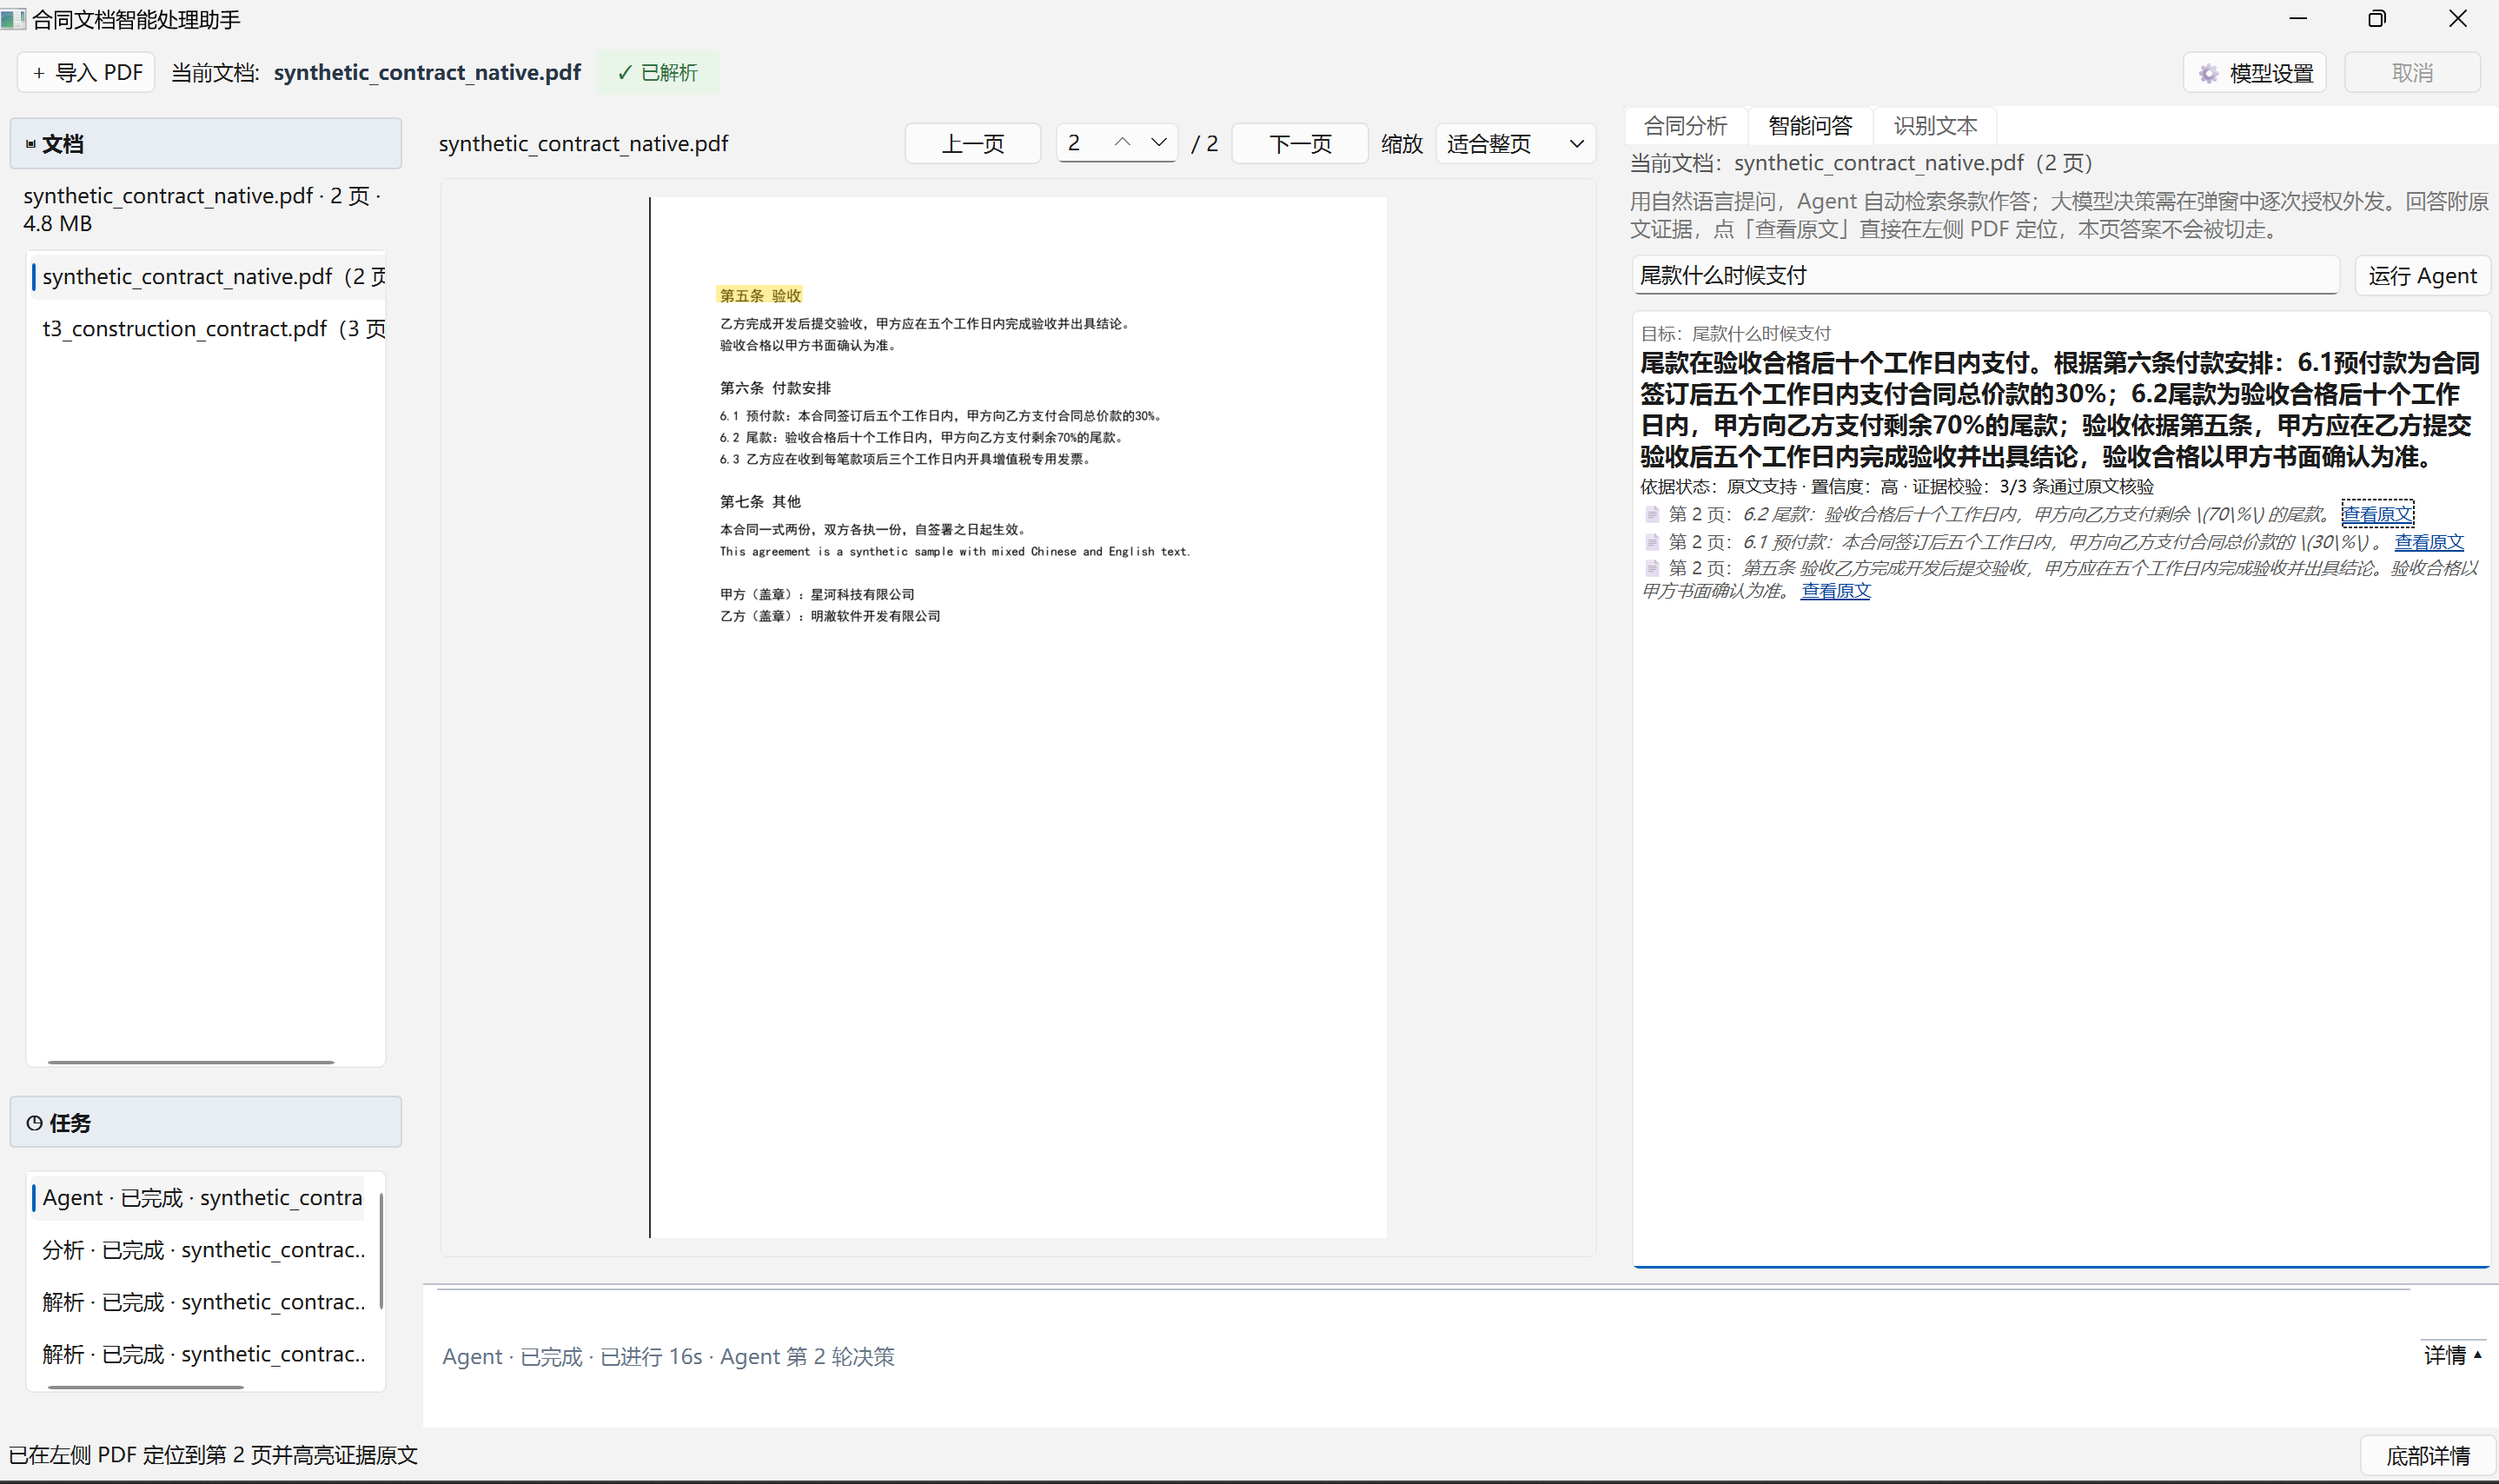 合同文档智能处理助手
+ 导入 PDF
当前文档:
synthetic_contract_native.pdf
✓ 已解析
模型设置
取消
文档
synthetic_contract_native.pdf · 2 页 ·
4.8 MB
synthetic_contract_native.pdf（2 页
t3_construction_contract.pdf（3 页
任务
Agent · 已完成 · synthetic_contra
分析 · 已完成 · synthetic_contrac..
解析 · 已完成 · synthetic_contrac..
解析 · 已完成 · synthetic_contrac..
synthetic_contract_native.pdf
上一页
2
/ 2
下一页
缩放
适合整页
第五条 验收
乙方完成开发后提交验收，甲方应在五个工作日内完成验收并出具结论。
验收合格以甲方书面确认为准。
第六条 付款安排
6.1 预付款：本合同签订后五个工作日内，甲方向乙方支付合同总价款的30%。
6.2 尾款：验收合格后十个工作日内，甲方向乙方支付剩余70%的尾款。
6.3 乙方应在收到每笔款项后三个工作日内开具增值税专用发票。
第七条 其他
本合同一式两份，双方各执一份，自签署之日起生效。
This agreement is a synthetic sample with mixed Chinese and English text.
甲方（盖章）：星河科技有限公司
乙方（盖章）：明澈软件开发有限公司
合同分析
智能问答
识别文本
当前文档：synthetic_contract_native.pdf（2 页）
用自然语言提问，Agent 自动检索条款作答；大模型决策需在弹窗中逐次授权外发。回答附原
文证据，点「查看原文」直接在左侧 PDF 定位，本页答案不会被切走。
尾款什么时候支付
运行 Agent
目标：尾款什么时候支付
尾款在验收合格后十个工作日内支付。根据第六条付款安排：6.1预付款为合同
签订后五个工作日内支付合同总价款的30%；6.2尾款为验收合格后十个工作
日内，甲方向乙方支付剩余70%的尾款；验收依据第五条，甲方应在乙方提交
验收后五个工作日内完成验收并出具结论，验收合格以甲方书面确认为准。
依据状态：原文支持 · 置信度：高 · 证据校验：3/3 条通过原文核验
第 2 页：6.2 尾款：验收合格后十个工作日内，甲方向乙方支付剩余 \(70\%\) 的尾款。 查看原文
第 2 页：6.1 预付款：本合同签订后五个工作日内，甲方向乙方支付合同总价款的 \(30\%\) 。 查看原文
第 2 页：第五条 验收乙方完成开发后提交验收，甲方应在五个工作日内完成验收并出具结论。验收合格以
甲方书面确认为准。 查看原文
Agent · 已完成 · 已进行 16s · Agent 第 2 轮决策
详情 ▲
已在左侧 PDF 定位到第 2 页并高亮证据原文
底部详情